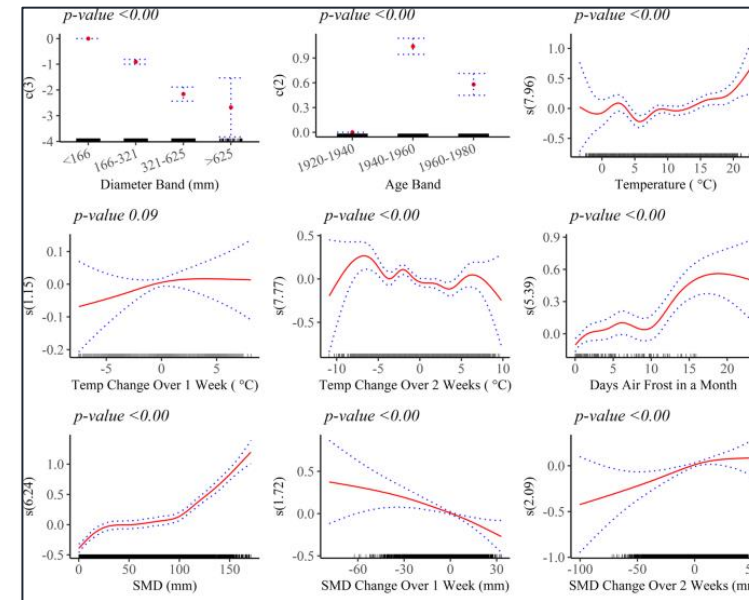 p-value <0.00
p-value <0.00
p-value <0.00
c(3)
0
-1
-2
-3
-4
<166
166-321
321-625
>625
Diameter Band (mm)
c(2)
0.9
0.6
0.3
0.0
1920-1940
1940-1960
1960-1980
Age Band
s(7.96)
1.0
0.5
0.0
-0.5
0 5 10 15 20
Temperature ( °C)
p-value 0.09
p-value <0.00
p-value <0.00
s(1.15)
0.1
0.0
-0.1
-0.2
-5 0 5
Temp Change Over 1 Week ( °C)
s(7.77)
0.5
0.0
-0.5
-10 -5 0 5 10
Temp Change Over 2 Weeks ( °C)
s(5.39)
0.9
0.6
0.3
0.0
0 5 10 15 20
Days Air Frost in a Month
p-value <0.00
p-value <0.00
p-value <0.00
s(6.24)
1.0
0.5
0.0
-0.5
0 50 100 150
SMD (mm)
s(1.72)
0.5
0.0
-0.5
-60 -30 0 30
SMD Change Over 1 Week (mm)
s(2.09)
0.0
-0.5
-1.0
-100 -50 0
SMD Change Over 2 Weeks